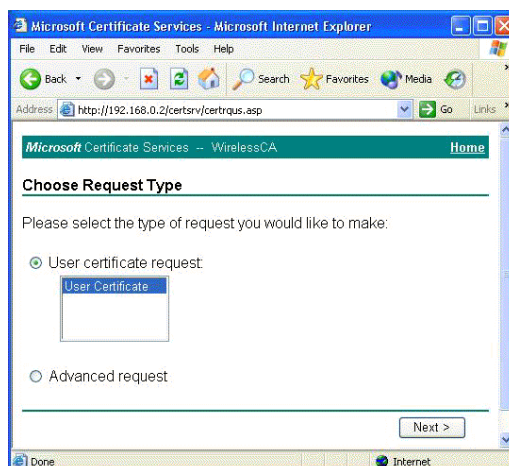 Microsoft Certificate Services - Microsoft Internet Explorer
File Edit View Favorites Tools Help
Back Search Favorites Media
Address http://192.168.0.2/certsrv/certrqus.asp Go Links
Microsoft Certificate Services -- WirelessCA Home
Choose Request Type
Please select the type of request you would like to make:
User certificate request:
User Certificate
Advanced request
Next >
Done Internet